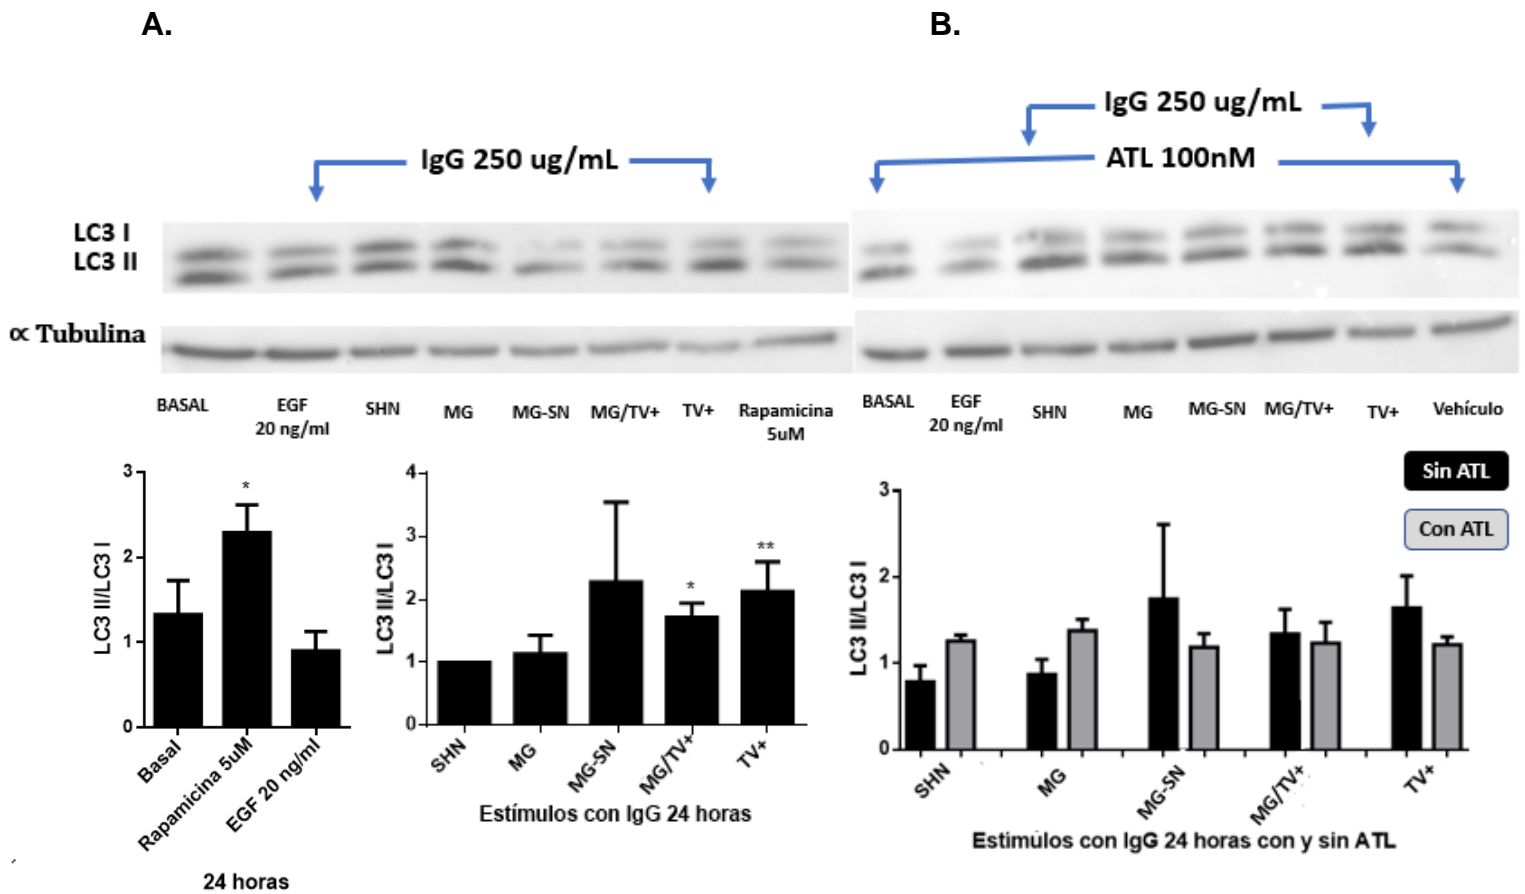 A.
B.
IgG 250 ug/mL
ATL 100nM
IgG 250 ug/mL
LC3 I
LC3 II
∝ Tubulina
BASAL
EGF
20 ng/ml
SHN
MG
MG-SN
MG/TV+
TV+
Rapamicina
5uM
BASAL
EGF
20 ng/ml
SHN
MG
MG-SN
MG/TV+
TV+
Vehículo
LC3 II/LC3 I
3
2
1
0
*
Basal
Rapamicina 5uM
EGF 20 ng/ml
24 horas
LC3 II/LC3 I
4
3
2
1
0
*
**
SHN
MG
MG-SN
MG/TV+
TV+
Estímulos con IgG 24 horas
Sin ATL
Con ATL
LC3 II/LC3 I
3
2
1
0
SHN
MG
MG-SN
MG/TV+
TV+
Estimúlos con IgG 24 horas con y sin ATL